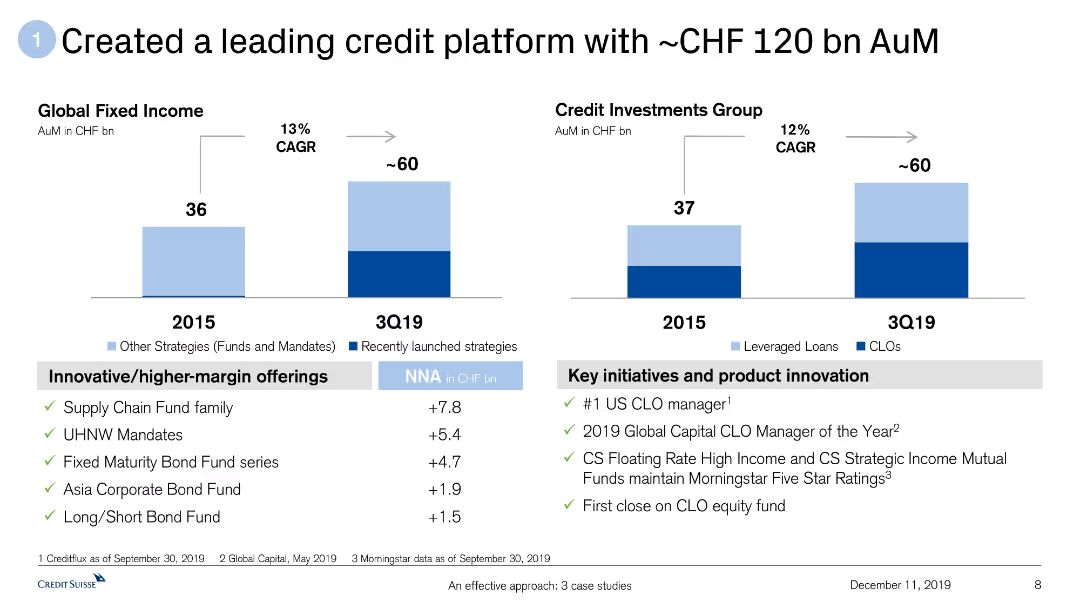 1 Created a leading credit platform with ~CHF 120 bn AuM
Global Fixed Income
AuM in CHF bn
13%
CAGR
~60
36
2015
3Q19
Other Strategies (Funds and Mandates)
Recently launched strategies
Innovative/higher-margin offerings
NNA in CHF bn
✓ Supply Chain Fund family +7.8
✓ UHNW Mandates +5.4
✓ Fixed Maturity Bond Fund series +4.7
✓ Asia Corporate Bond Fund +1.9
✓ Long/Short Bond Fund +1.5
Credit Investments Group
AuM in CHF bn
12%
CAGR
~60
37
2015
3Q19
Leveraged Loans
CLOs
Key initiatives and product innovation
✓ #1 US CLO manager1
✓ 2019 Global Capital CLO Manager of the Year2
✓ CS Floating Rate High Income and CS Strategic Income Mutual
Funds maintain Morningstar Five Star Ratings3
✓ First close on CLO equity fund
1 Creditflux as of September 30, 2019 2 Global Capital, May 2019 3 Morningstar data as of September 30, 2019
CREDIT SUISSE
An effective approach: 3 case studies
December 11, 2019
8